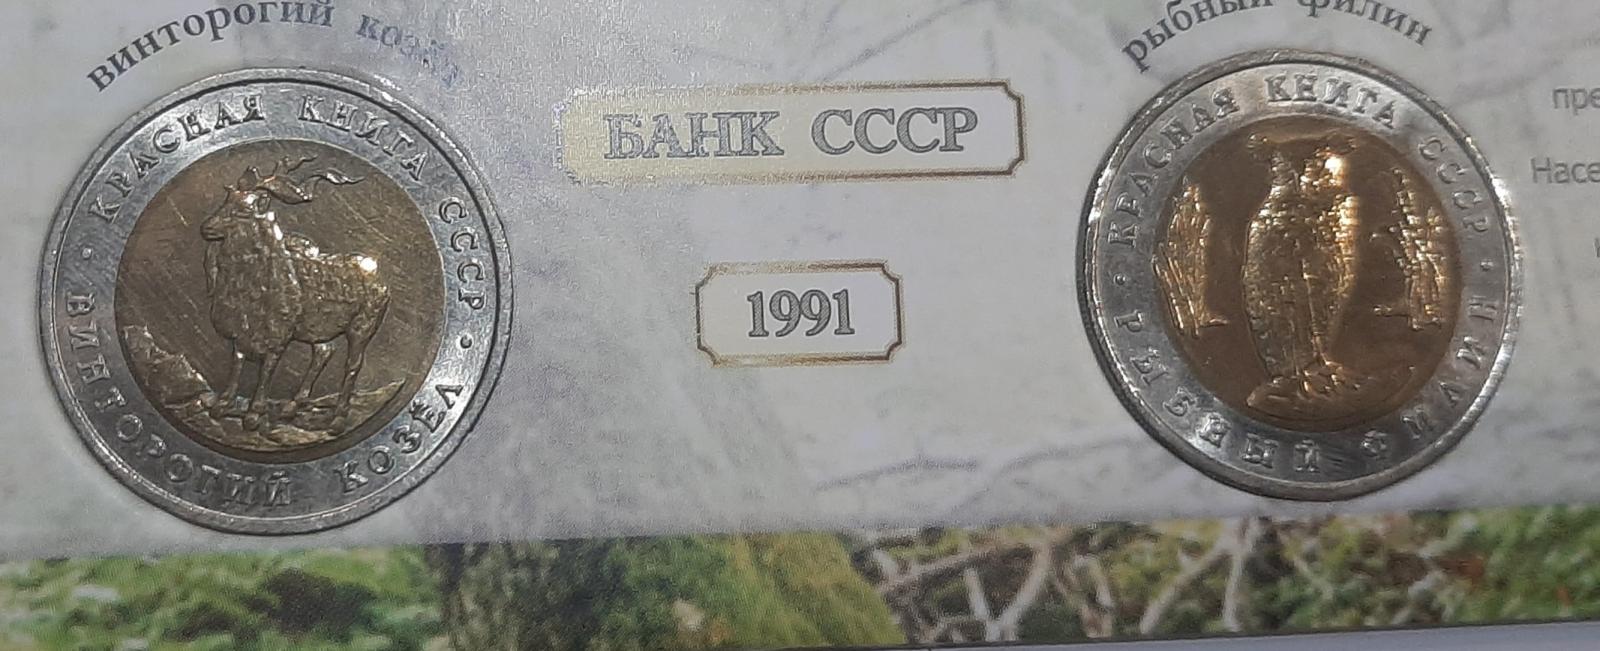 винторогий козёл
рыбный филин
БАНК СССР
1991
КРАСНАЯ КНИГА СССР
ВИНТОРОГИЙ КОЗЁЛ
КРАСНАЯ КНИГА СССР
РЫБНЫЙ ФИЛИН
пре
Насе